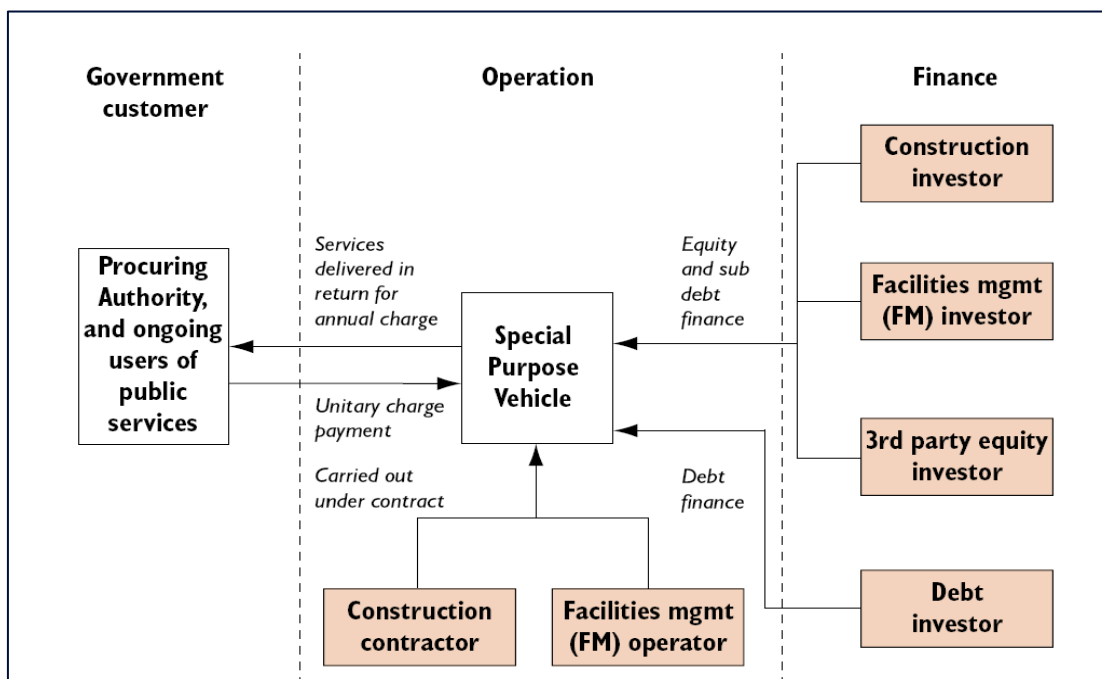 Government
customer
Operation
Finance
Construction
investor
Services
delivered in
return for
annual charge
Equity
and sub
debt
finance
Procuring
Authority,
and ongoing
users of
public
services
Special
Purpose
Vehicle
Facilities mgmt
(FM) investor
Unitary charge
payment
Carried out
under contract
Debt
finance
3rd party equity
investor
Construction
contractor
Facilities mgmt
(FM) operator
Debt
investor